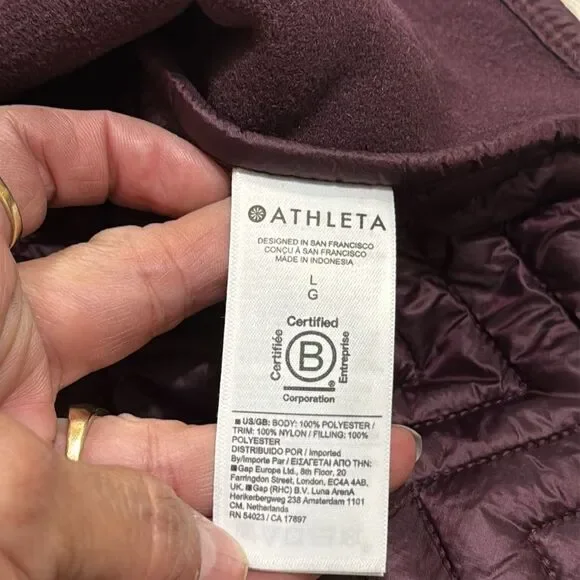 ATHLETA
DESIGNED IN SAN FRANCISCO
CONÇU À SAN FRANCISCO
MADE IN INDONESIA
L
G
Certified
Certifiée
B
Entreprise
®
Corporation
US/GB: BODY: 100% POLYESTER /
TRIM: 100% NYLON / FILLING: 100%
POLYESTER
DISTRIBUIDO POR / Imported
By/Importe Par / ΕΙΣΑΓΕΤΑΙ ΑΠΟ ΤΗΝ:
Gap Europe Ltd., 8th Floor, 20
Farringdon Street, London, EC4A 4AB,
UK. Gap (RHC) B.V. Luna ArenA
Herikerbergweg 238 Amsterdam 1101
CM. Netherlands
RN 54023 / CA 17897